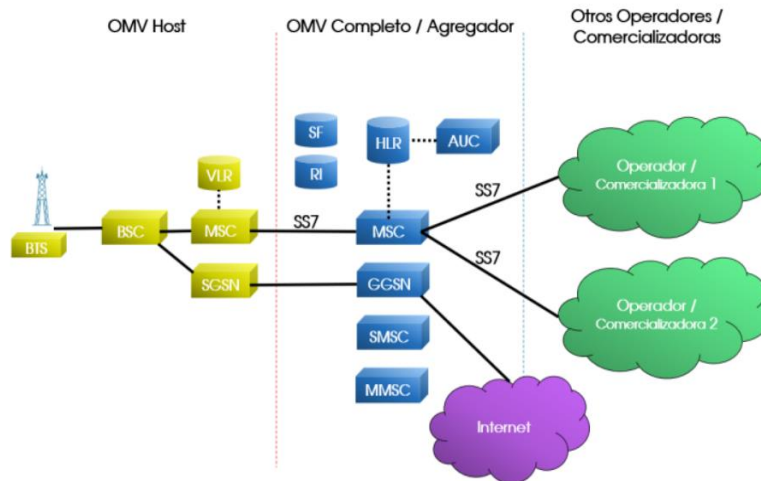 OMV Host
OMV Completo / Agregador
Otros Operadores /
Comercializadoras
SF
HLR
AUC
RI
VLR
BTS
BSC
MSC
SS7
MSC
SS7
SS7
Operador /
Comercializadora 1
SGSN
GGSN
Operador /
Comercializadora 2
SMSC
MMSC
Internet